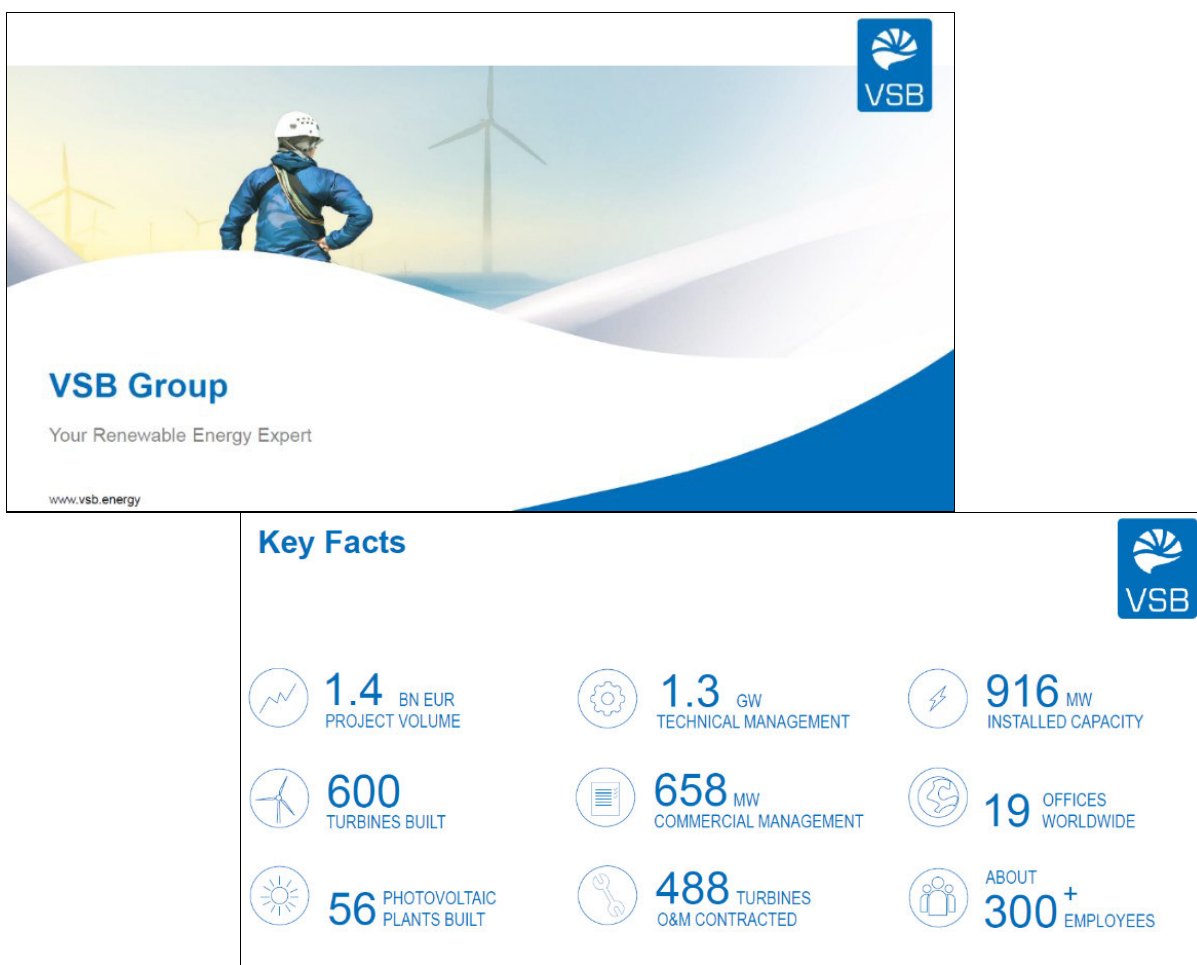 VSB
VSB Group
Your Renewable Energy Expert
www.vsb.energy
Key Facts
VSB
1.4 BN EUR
PROJECT VOLUME
1.3 GW
TECHNICAL MANAGEMENT
916 MW
INSTALLED CAPACITY
600
TURBINES BUILT
658 MW
COMMERCIAL MANAGEMENT
19 OFFICES
WORLDWIDE
56 PHOTOVOLTAIC
PLANTS BUILT
488 TURBINES
O&M CONTRACTED
ABOUT
300+ EMPLOYEES